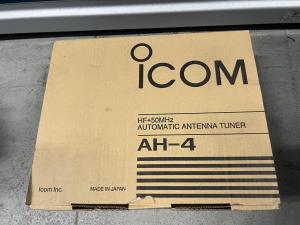 ICOM
HF+50MHz
AUTOMATIC ANTENNA TUNER
AH-4
Icom Inc.
MADE IN JAPAN